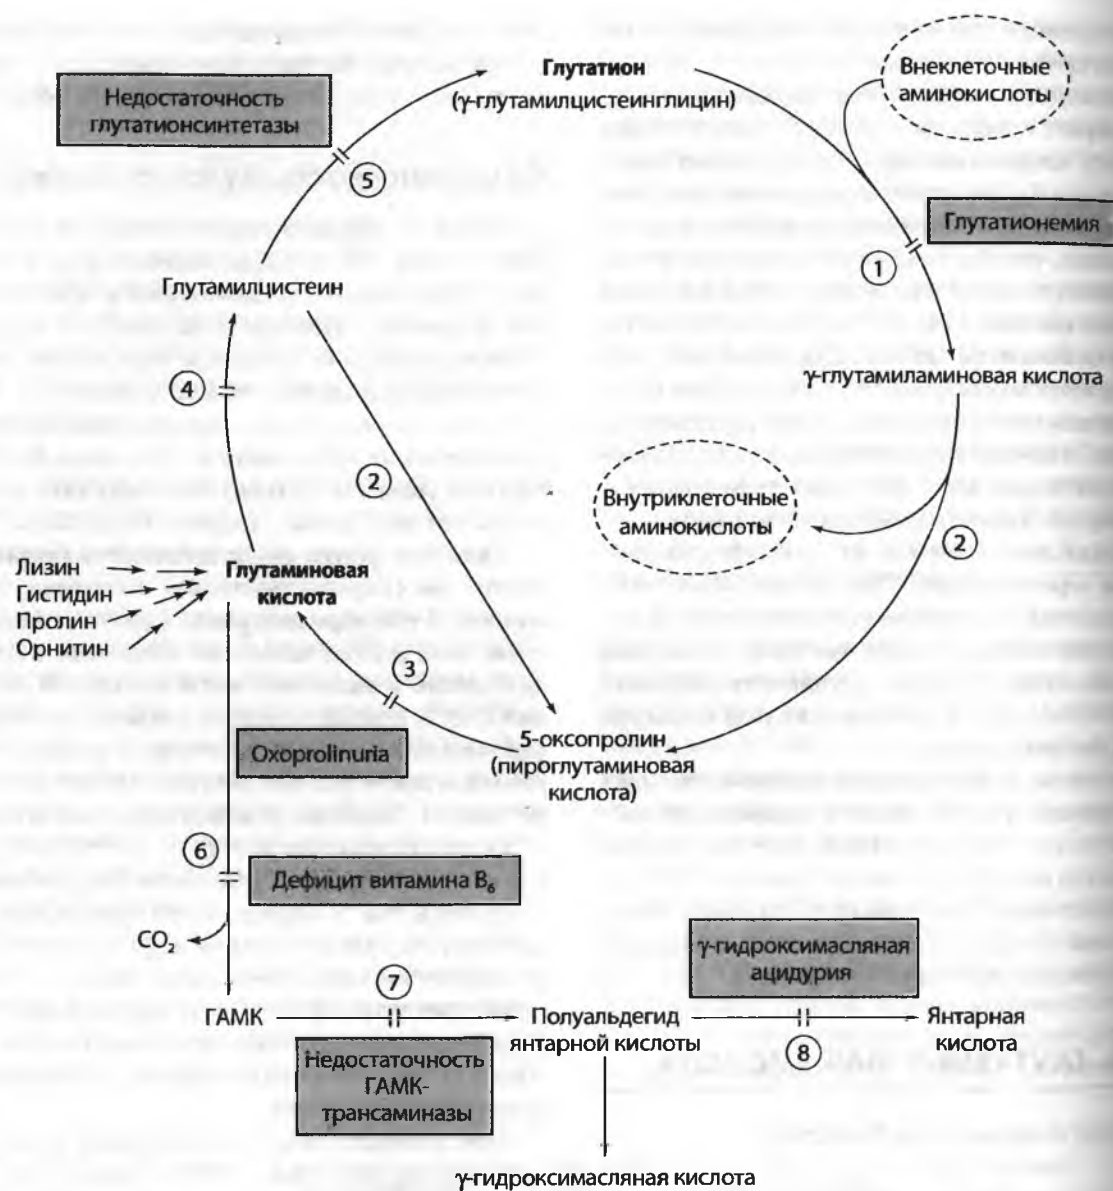 Глутатион
(γ-глутамилцистеинглицин)
Внеклеточные
аминокислоты
Недостаточность
глутатионсинтетазы
5
Глутатионемия
1
Глутамилцистеин
γ-глутамиламиновая кислота
4
2
Внутриклеточные
аминокислоты
2
Лизин
Гистидин
Пролин
Орнитин
Глутаминовая
кислота
3
5-оксопролин
(пироглутаминовая
кислота)
Oxoprolinuria
6
Дефицит витамина B₆
CO₂
γ-гидроксимасляная
ацидурия
7
ГАМК
Полуальдегид
янтарной кислоты
8
Янтарная
кислота
Недостаточность
ГАМК-
трансаминазы
γ-гидроксимасляная кислота